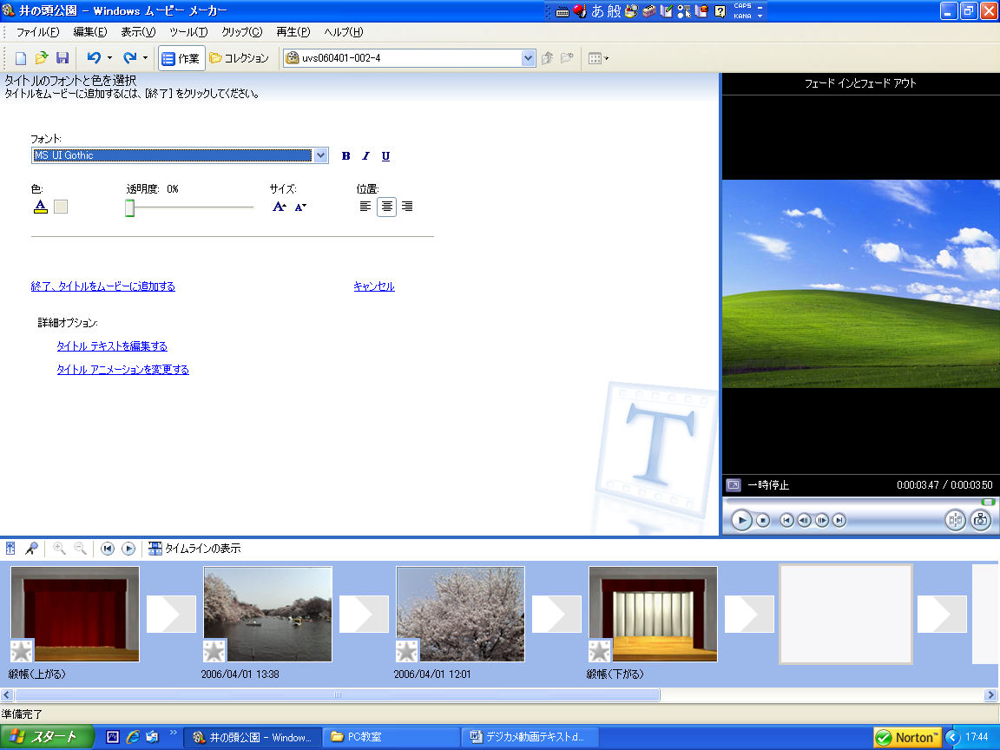 井の頭公園 - Windows ムービー メーカー
あ 般
CAPS
KANA
ファイル(F) 編集(E) 表示(V) ツール(T) クリップ(C) 再生(P) ヘルプ(H)
作業 コレクション uvs060401-002-4
タイトルのフォントと色を選択
タイトルをムービーに追加するには、[終了] をクリックしてください。
フェード インとフェード アウト
フォント:
MS UI Gothic B I U
色: 透明度: 0% サイズ: 位置:
A A A
終了、タイトルをムービーに追加する キャンセル
詳細オプション:
タイトル テキストを編集する
タイトル アニメーションを変更する
T
一時停止 0:00:03.47 / 0:00:03.50
タイムラインの表示
緞帳(上がる) 2006/04/01 13:38 2006/04/01 12:01 緞帳(下がる)
準備完了
スタート 井の頭公園 - Window... PC教室 デジカメ動画テキスト.d... Norton™ 17:44